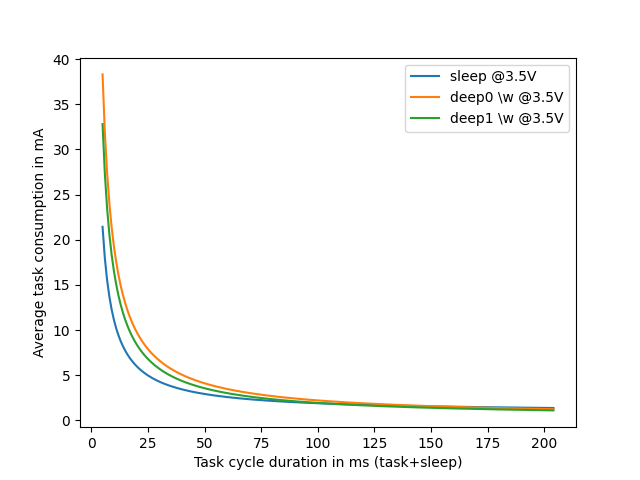 40
35
30
25
20
15
10
5
0
Average task consumption in mA
sleep @3.5V
deep0 \w @3.5V
deep1 \w @3.5V
0 25 50 75 100 125 150 175 200
Task cycle duration in ms (task+sleep)